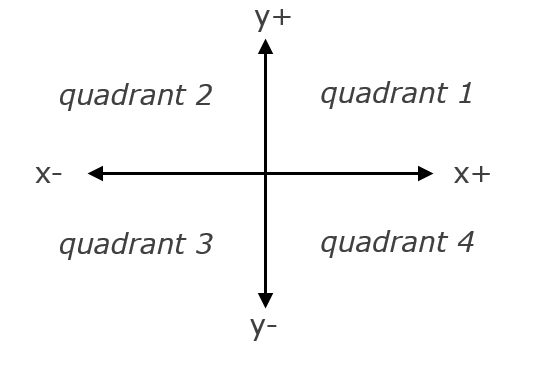 y+
quadrant 2
quadrant 1
x-
x+
quadrant 3
quadrant 4
y-